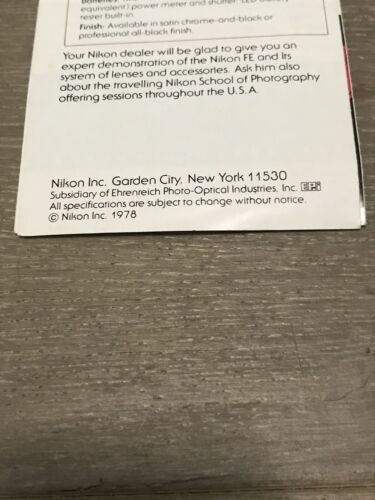 equivalent) power meter and shutter. LED battery
tester built-in.
Finish: Available in satin chrome-and-black or
professional all-black finish.
Your Nikon dealer will be glad to give you an
expert demonstration of the Nikon FE and its
system of lenses and accessories. Ask him also
about the travelling Nikon School of Photography
offering sessions throughout the U.S.A.
Nikon Inc. Garden City, New York 11530
Subsidiary of Ehrenreich Photo-Optical Industries, Inc. EPOI
All specifications are subject to change without notice.
© Nikon Inc. 1978